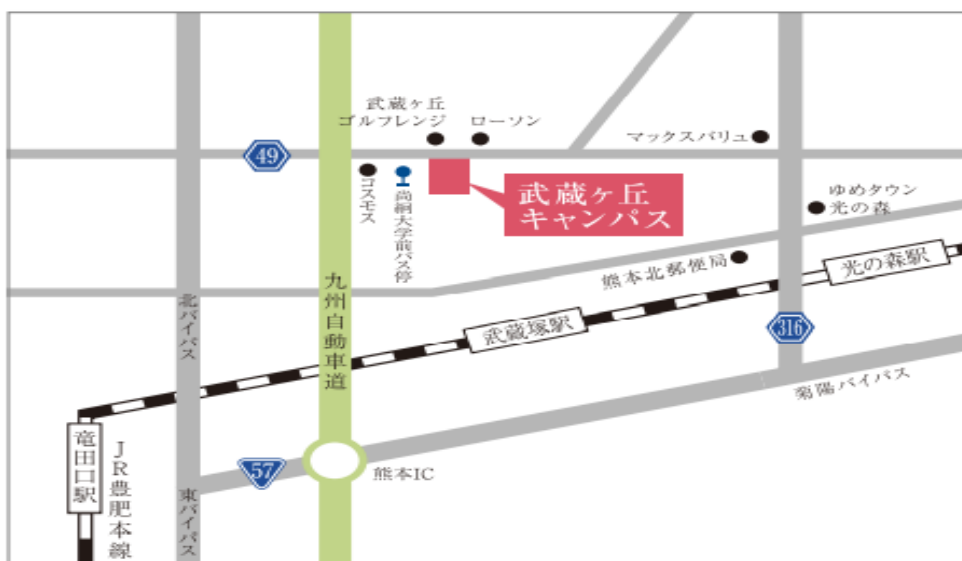 武蔵ヶ丘
ゴルフレンジ
ローソン
マックスバリュ
49
コスモス
尚絅大学前バス停
武蔵ヶ丘
キャンパス
ゆめタウン
光の森
熊本北郵便局
光の森駅
北バイパス
九州自動車道
武蔵塚駅
316
菊陽バイパス
竜田口駅
JR豊肥本線
57
熊本IC
東バイパス